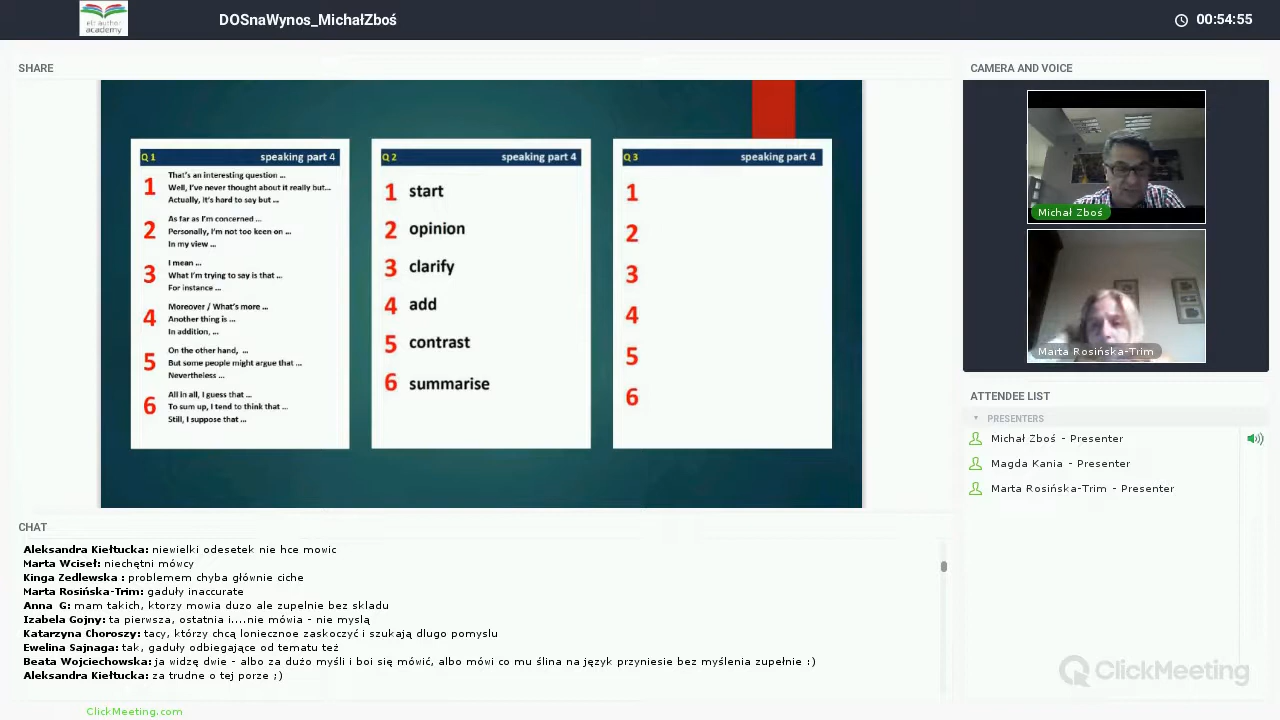 elt author
academy
DOSnaWynos_MichałZboś
00:54:55
SHARE
Q 1 speaking part 4
1
That's an interesting question ...
Well, I've never thought about it really but...
Actually, it's hard to say but ...
2
As far as I'm concerned ...
Personally, I'm not too keen on ...
In my view ...
3
I mean ...
What I'm trying to say is that ...
For instance ...
4
Moreover / What's more ...
Another thing is ...
In addition, ...
5
On the other hand, ...
But some people might argue that ...
Nevertheless ...
6
All in all, I guess that ...
To sum up, I tend to think that ...
Still, I suppose that ...
Q 2 speaking part 4
1 start
2 opinion
3 clarify
4 add
5 contrast
6 summarise
Q 3 speaking part 4
1
2
3
4
5
6
CAMERA AND VOICE
Michał Zboś
Marta Rosińska-Trim
ATTENDEE LIST
PRESENTERS
Michał Zboś - Presenter
Magda Kania - Presenter
Marta Rosińska-Trim - Presenter
CHAT
Aleksandra Kiełtucka: niewielki odesetek nie hce mowic
Marta Wciseł: niechętni mówcy
Kinga Zedlewska : problemem chyba głównie ciche
Marta Rosińska-Trim: gaduły inaccurate
Anna G: mam takich, ktorzy mowia duzo ale zupelnie bez skladu
Izabela Gojny: ta pierwsza, ostatnia i....nie mówia - nie myslą
Katarzyna Choroszy: tacy, którzy chcą loniecznoe zaskoczyć i szukają dlugo pomyslu
Ewelina Sajnaga: tak, gaduły odbiegające od tematu też
Beata Wojciechowska: ja widzę dwie - albo za dużo myśli i boi się mówić, albo mówi co mu ślina na język przyniesie bez myślenia zupełnie :)
Aleksandra Kiełtucka: za trudne o tej porze ;)
ClickMeeting
ClickMeeting.com